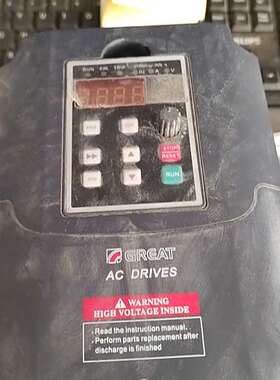 RUN
STOP
RESET
RUN
GREAT
AC DRIVES
WARNING
HIGH VOLTAGE INSIDE
- Read the instruction manual.
- Perform parts replacement after
discharge is finished